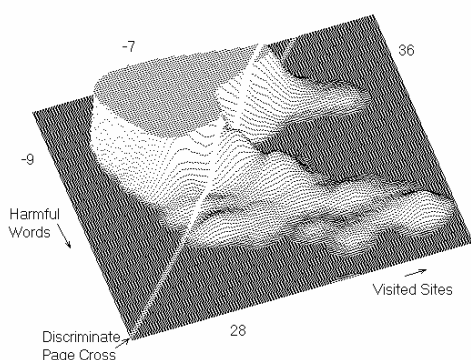 -7
36
-9
Harmful
Words
Visited Sites
28
Discriminate
Page Cross